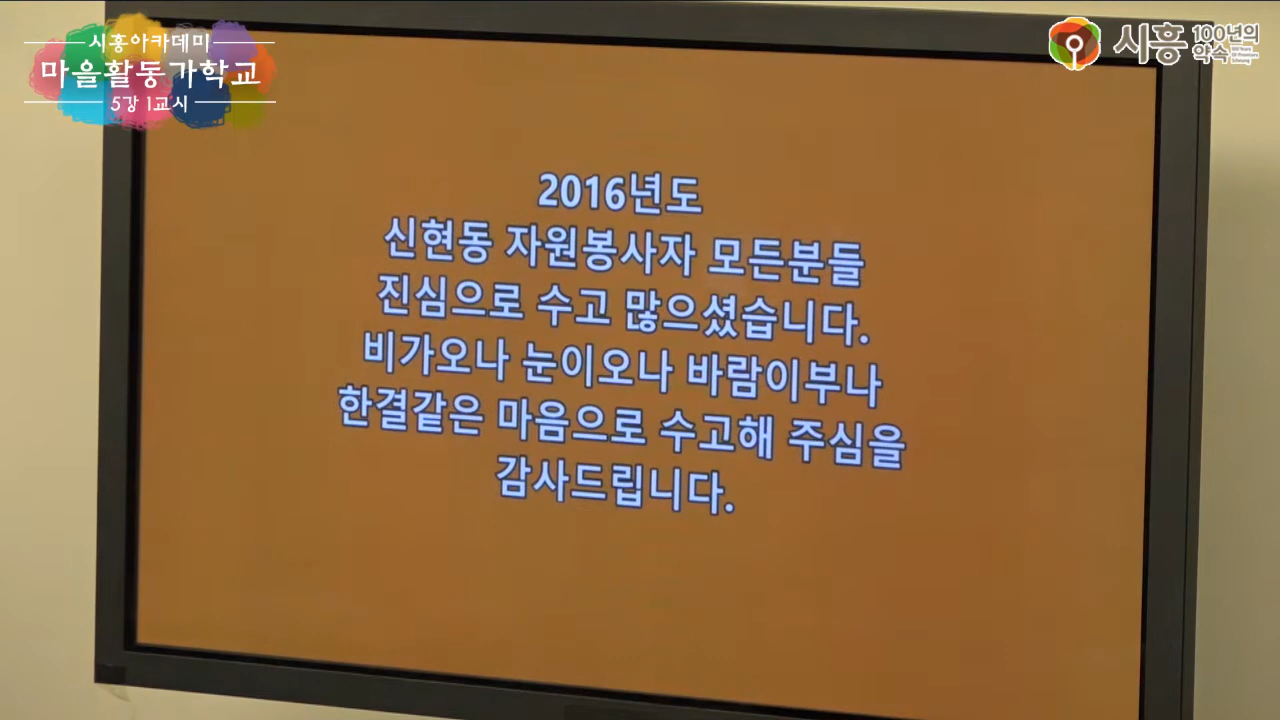 시흥아카데미
마을활동가학교
5강 1교시
시흥 100년의
약속
2016년도
신현동 자원봉사자 모든분들
진심으로 수고 많으셨습니다.
비가오나 눈이오나 바람이부나
한결같은 마음으로 수고해 주심을
감사드립니다.